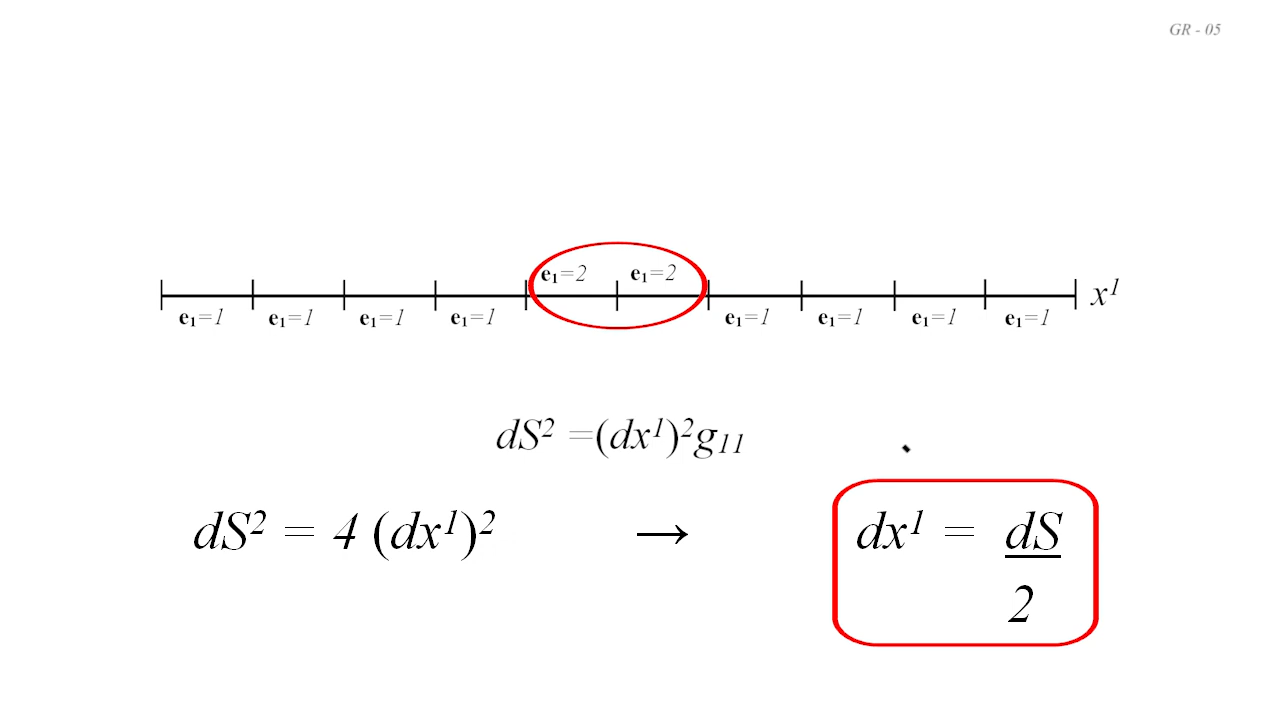 GR - 05
e₁=2 e₁=2
x¹
e₁=1 e₁=1 e₁=1 e₁=1 e₁=1 e₁=1 e₁=1 e₁=1
dS² =(dx¹)²g₁₁
dS² = 4 (dx¹)² → dx¹ = dS
2